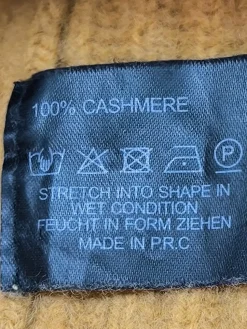 100% CASHMERE
P
STRETCH INTO SHAPE IN
WET CONDITION
FEUCHT IN FORM ZIEHEN
MADE IN P.R.C